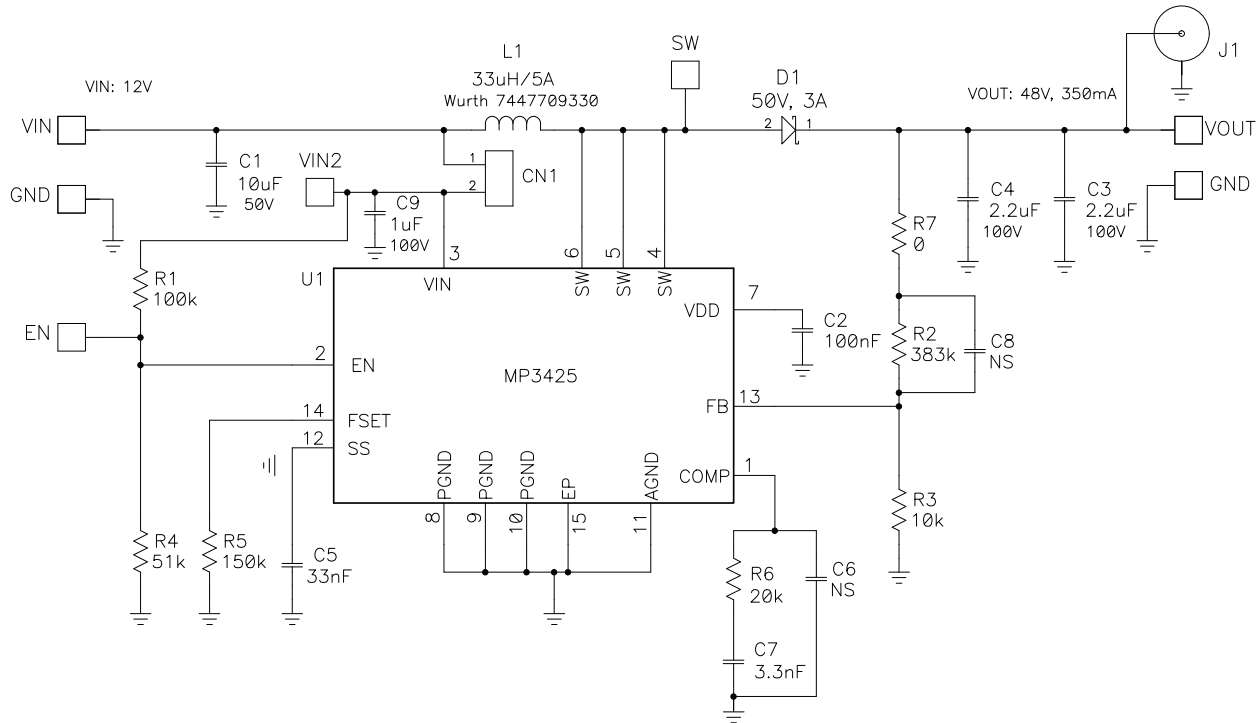 J1
SW
L1
33uH/5A
Wurth 7447709330
VIN: 12V
D1
50V, 3A
VOUT: 48V, 350mA
VIN
2
1
VOUT
GND
C1
10uF
50V
VIN2
1
2
CN1
C9
1uF
100V
C4
2.2uF
100V
C3
2.2uF
100V
GND
R7
0
3
6
5
4
U1
VIN
SW
SW
SW
R1
100k
7
VDD
C2
100nF
EN
R2
383k
C8
NS
2
EN
MP3425
13
FB
14
FSET
12
SS
1
COMP
PGND
PGND
PGND
EP
AGND
8
9
10
15
11
R3
10k
R4
51k
R5
150k
C5
33nF
R6
20k
C6
NS
C7
3.3nF